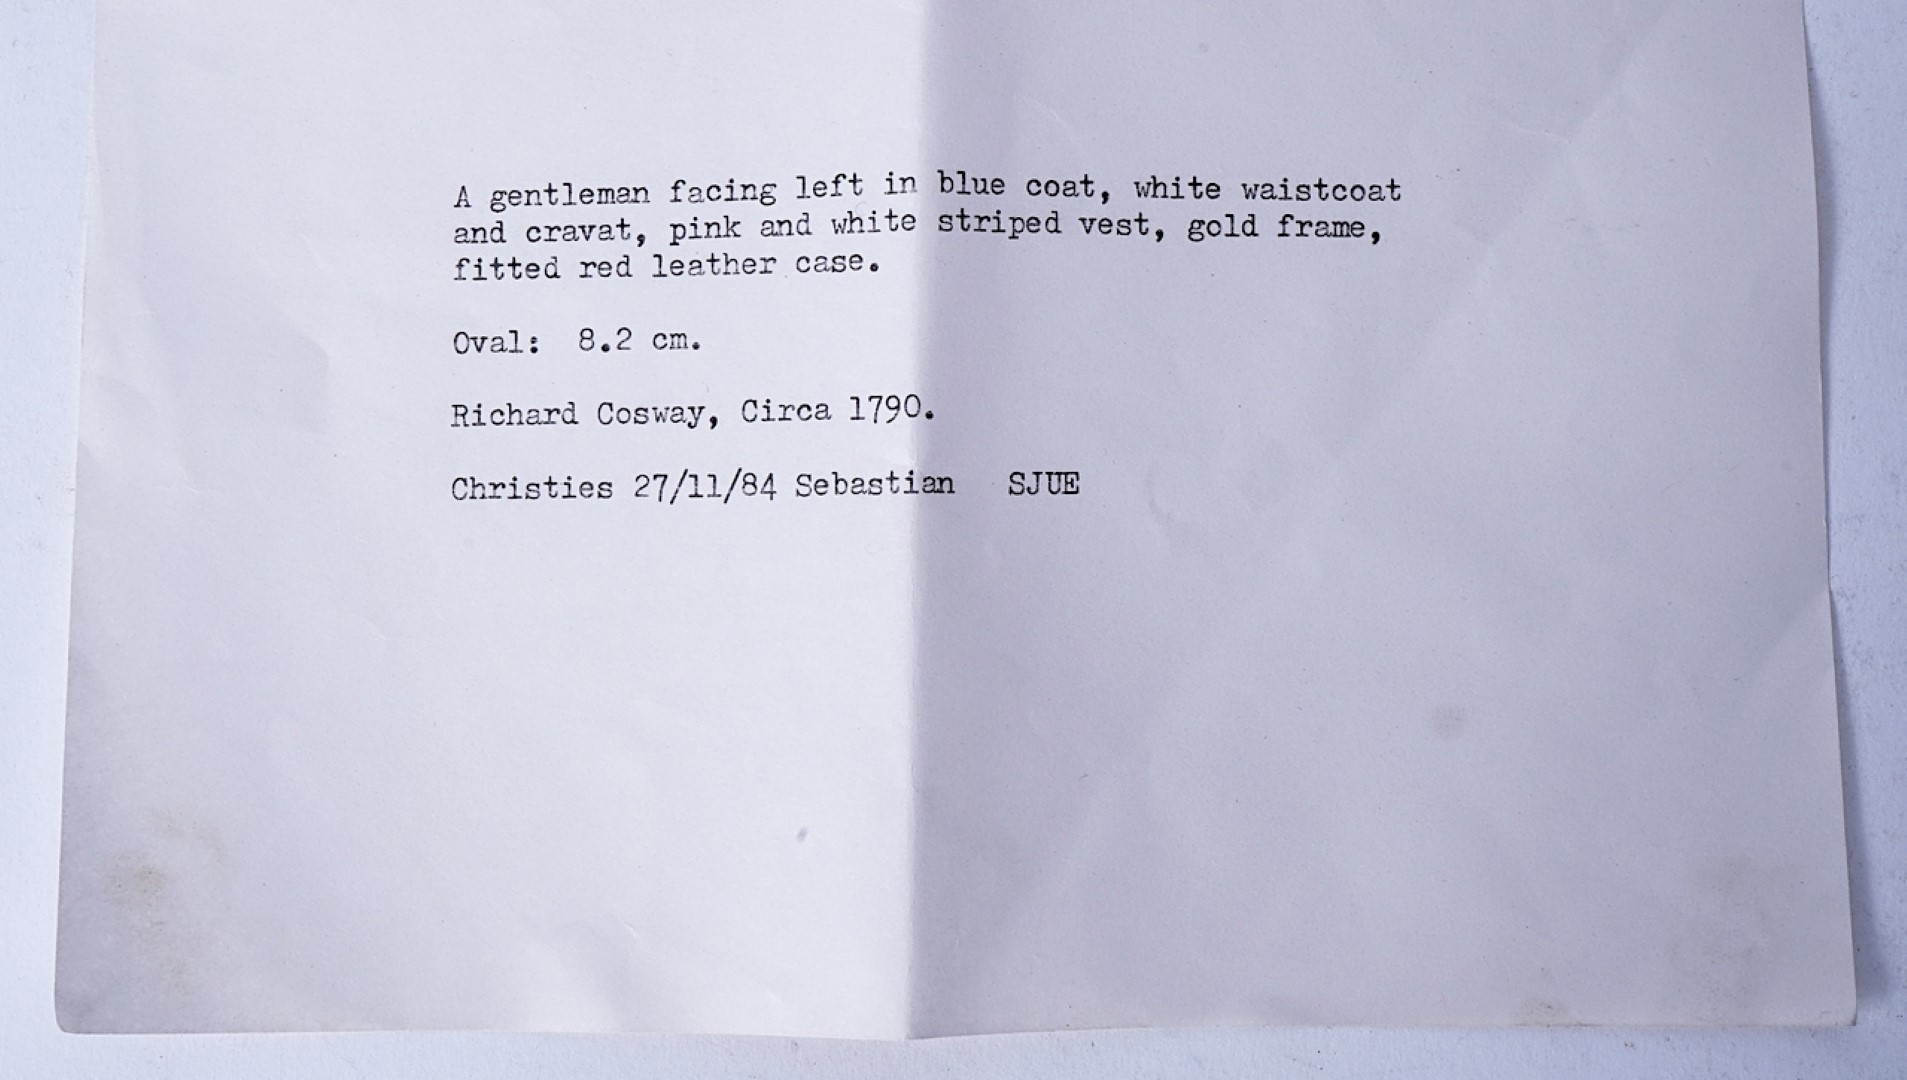 A gentleman facing left in blue coat, white waistcoat
and cravat, pink and white striped vest, gold frame,
fitted red leather case.
Oval: 8.2 cm.
Richard Cosway, Circa 1790.
Christies 27/11/84 Sebastian SJUE